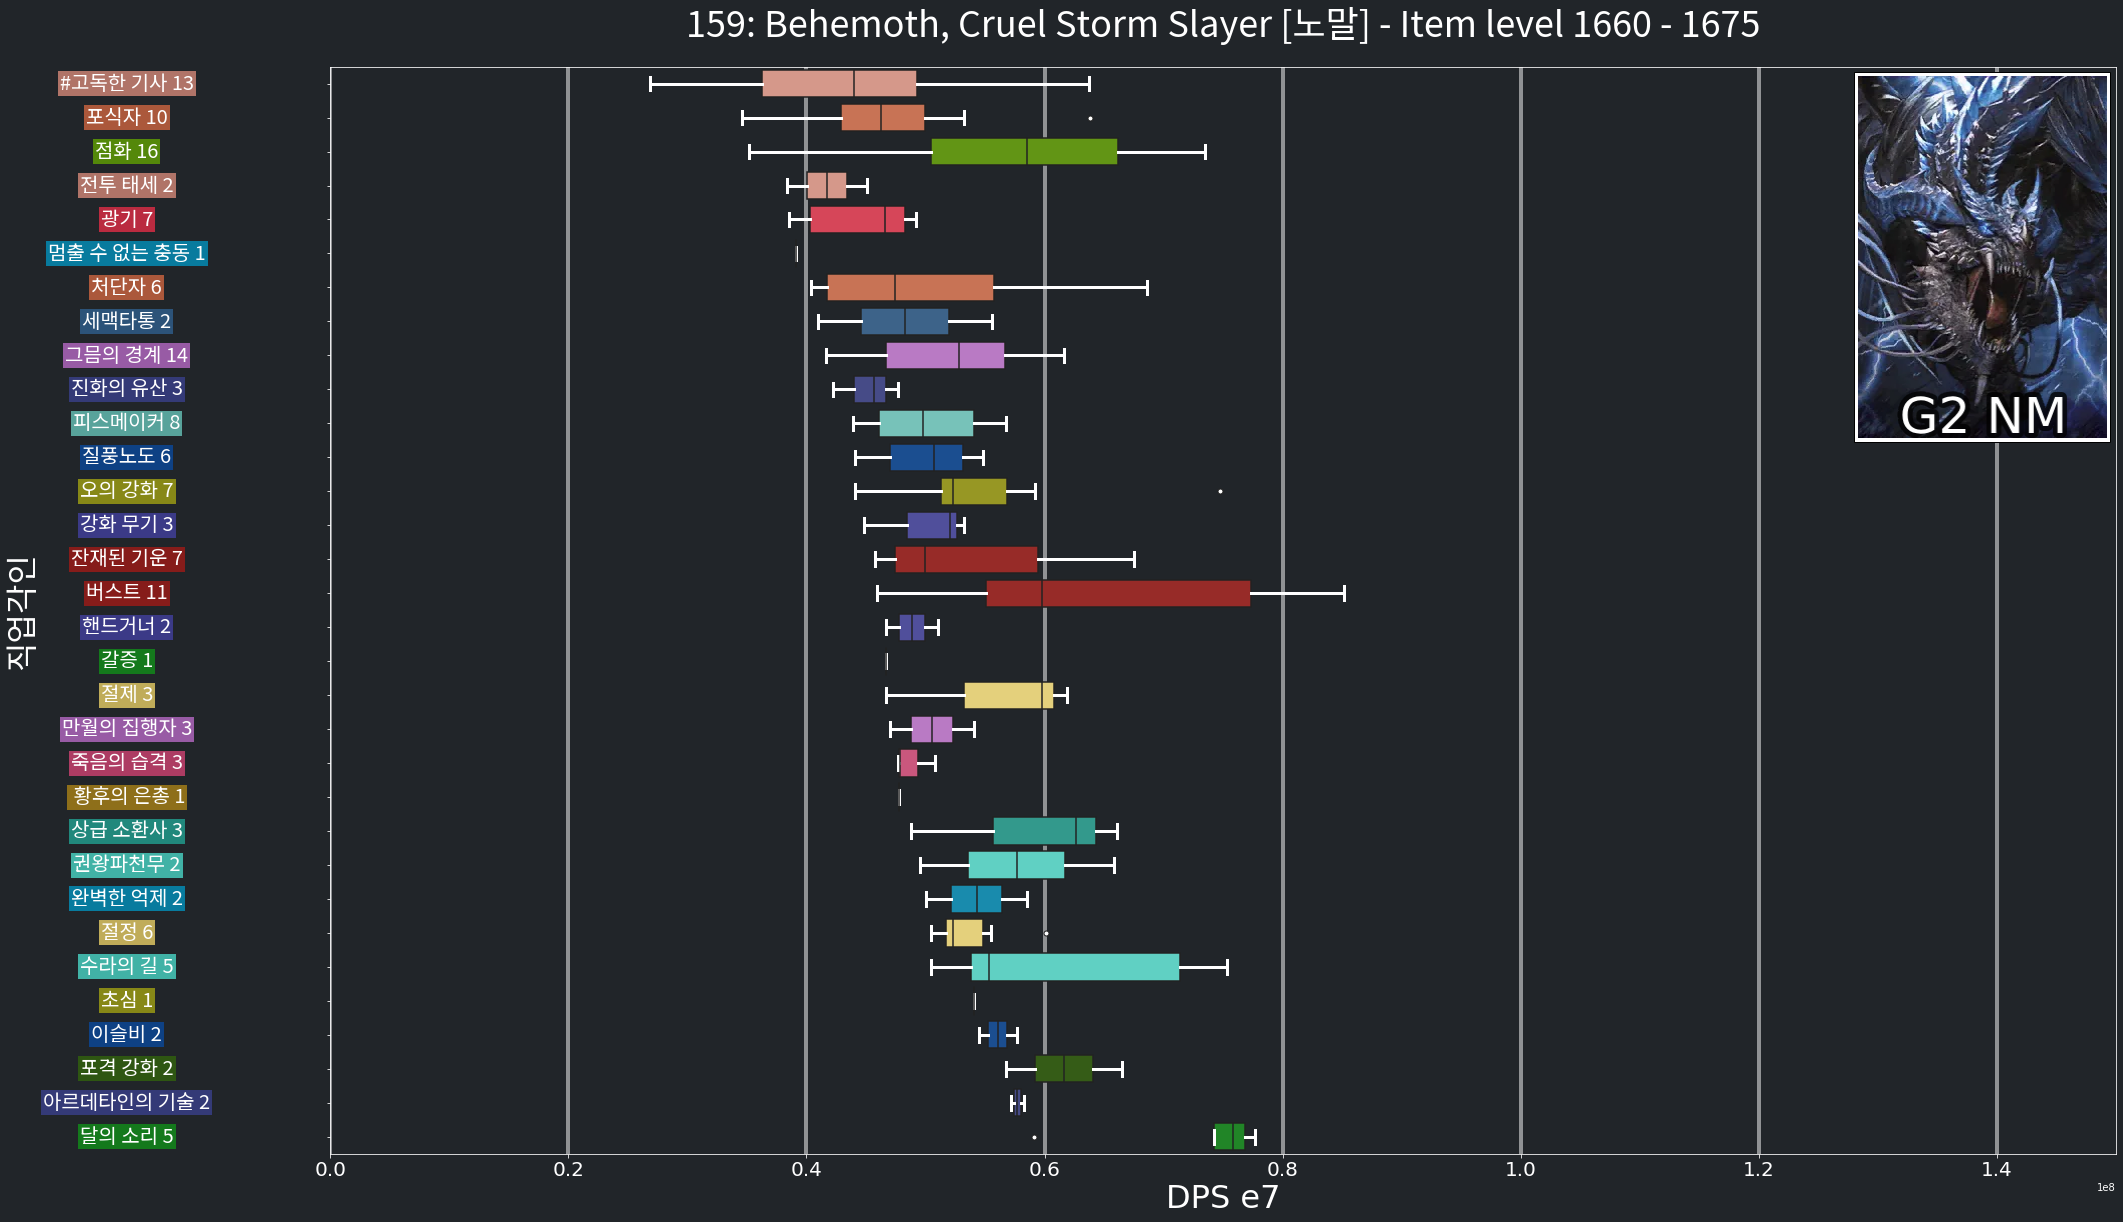 159: Behemoth, Cruel Storm Slayer [노말] - Item level 1660 - 1675
#고독한 기사 13
포식자 10
점화 16
전투 태세 2
광기 7
멈출 수 없는 충동 1
처단자 6
세맥타통 2
그믐의 경계 14
진화의 유산 3
피스메이커 8
질풍노도 6
오의 강화 7
강화 무기 3
잔재된 기운 7
버스트 11
핸드거너 2
갈증 1
절제 3
만월의 집행자 3
죽음의 습격 3
황후의 은총 1
상급 소환사 3
권왕파천무 2
완벽한 억제 2
절정 6
수라의 길 5
초심 1
이슬비 2
포격 강화 2
아르데타인의 기술 2
달의 소리 5
직업각인
G2 NM
0.0 0.2 0.4 0.6 0.8 1.0 1.2 1.4
1e8
DPS e7